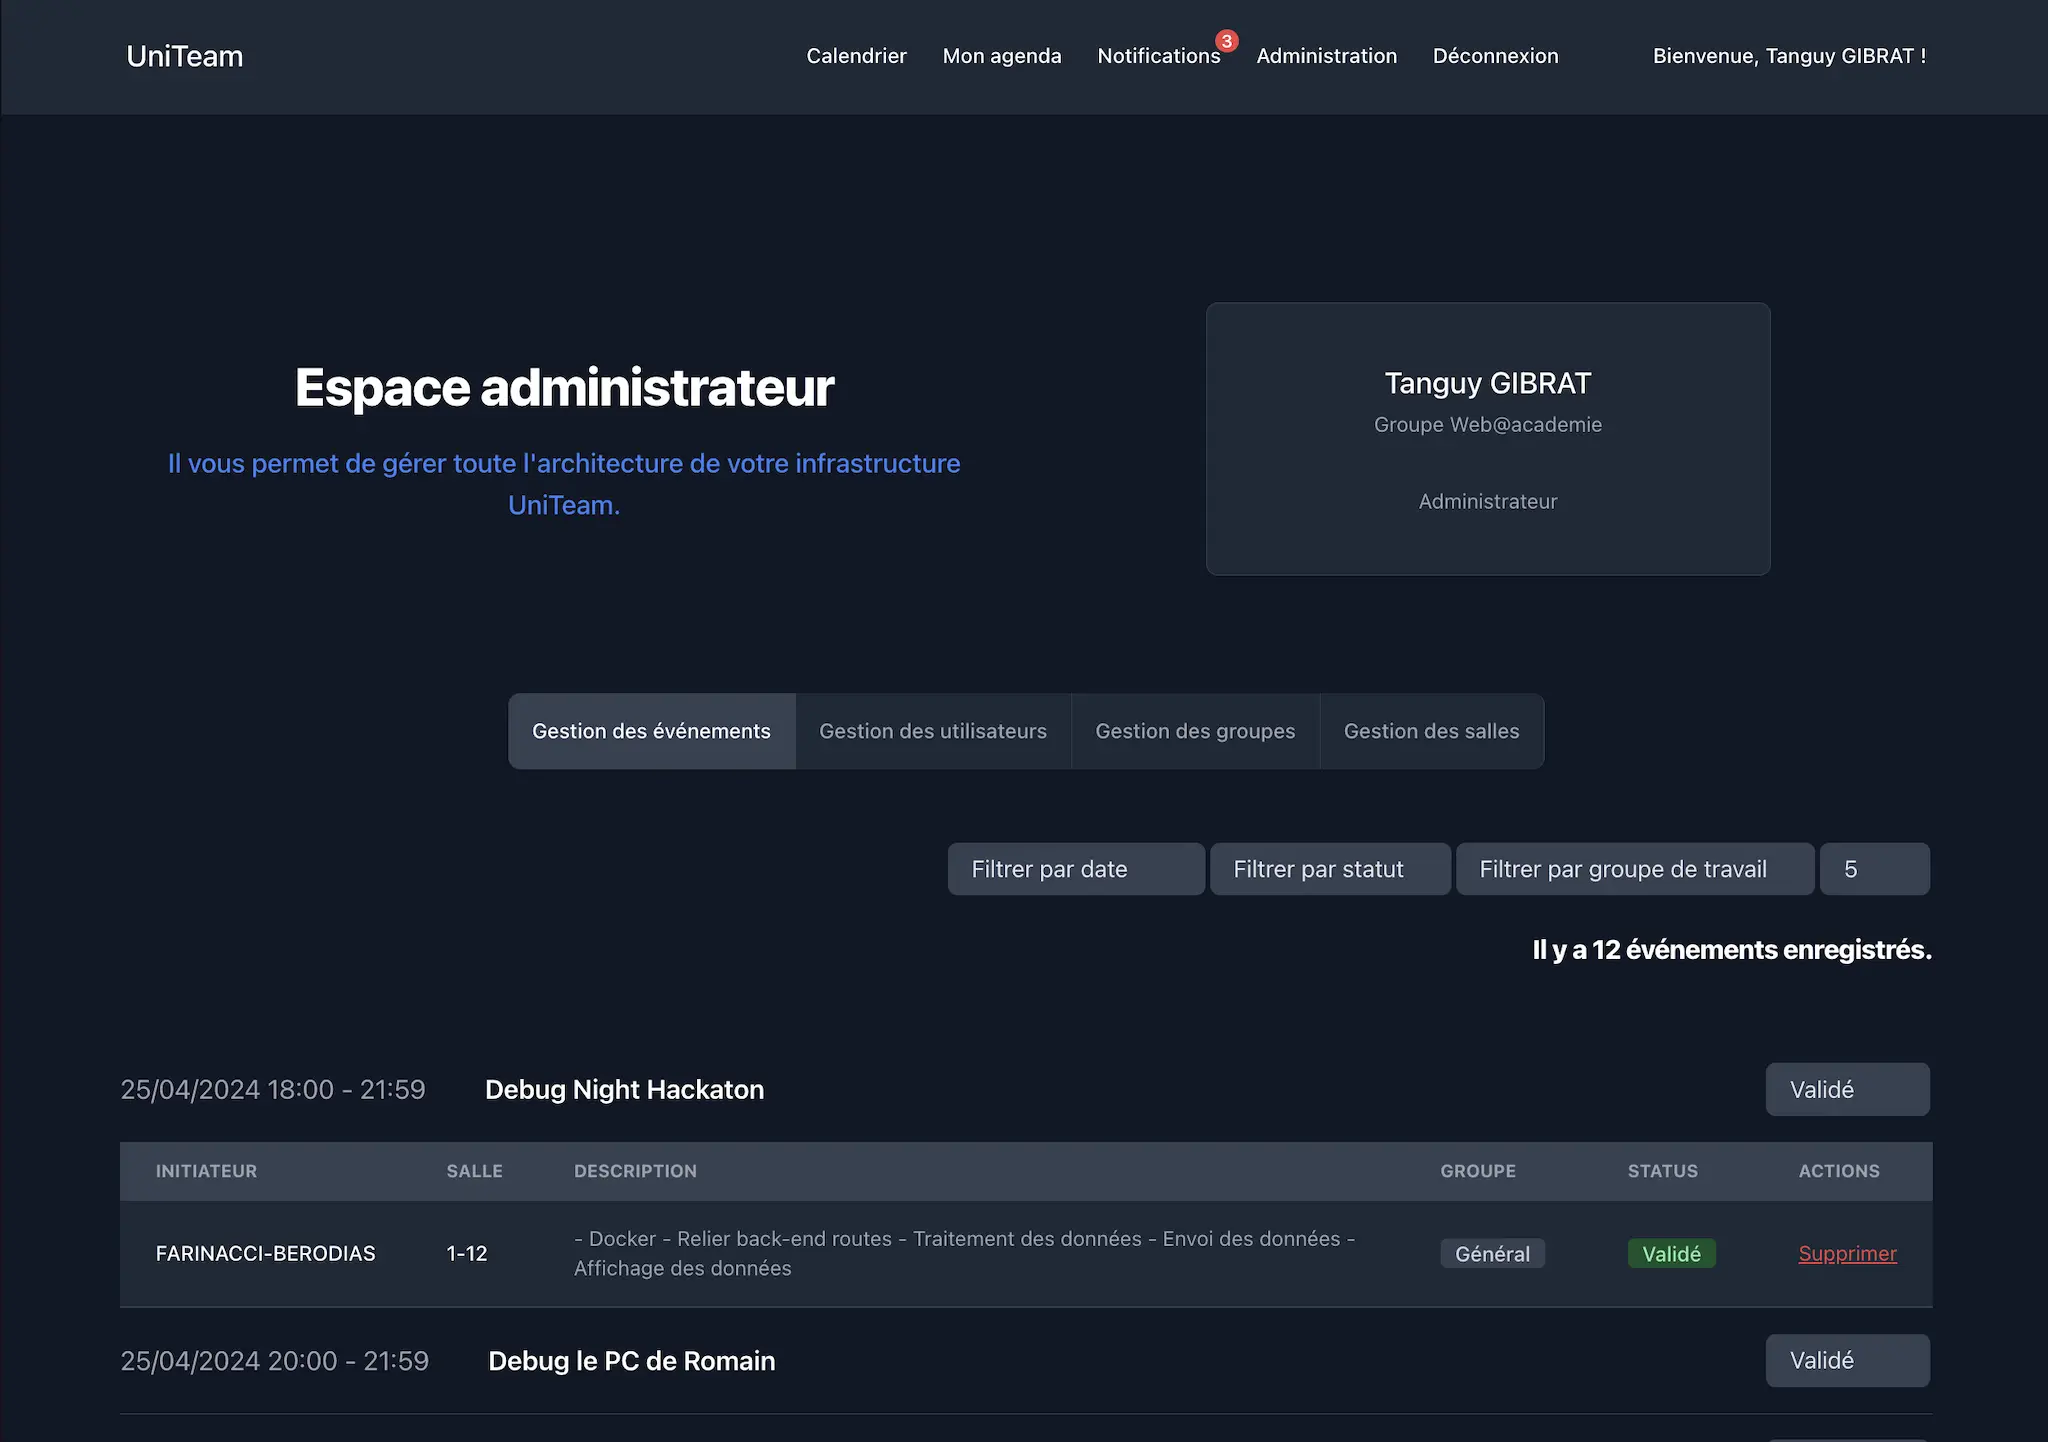 UniTeam
Calendrier Mon agenda Notifications 3 Administration Déconnexion Bienvenue, Tanguy GIBRAT !
Espace administrateur
Il vous permet de gérer toute l'architecture de votre infrastructure
UniTeam.
Tanguy GIBRAT
Groupe Web@academie
Administrateur
Gestion des événements Gestion des utilisateurs Gestion des groupes Gestion des salles
Filtrer par date Filtrer par statut Filtrer par groupe de travail 5
Il y a 12 événements enregistrés.
25/04/2024 18:00 - 21:59 Debug Night Hackaton Validé
INITIATEUR SALLE DESCRIPTION GROUPE STATUS ACTIONS
FARINACCI-BERODIAS 1-12 - Docker - Relier back-end routes - Traitement des données - Envoi des données -
Affichage des données Général Validé Supprimer
25/04/2024 20:00 - 21:59 Debug le PC de Romain Validé